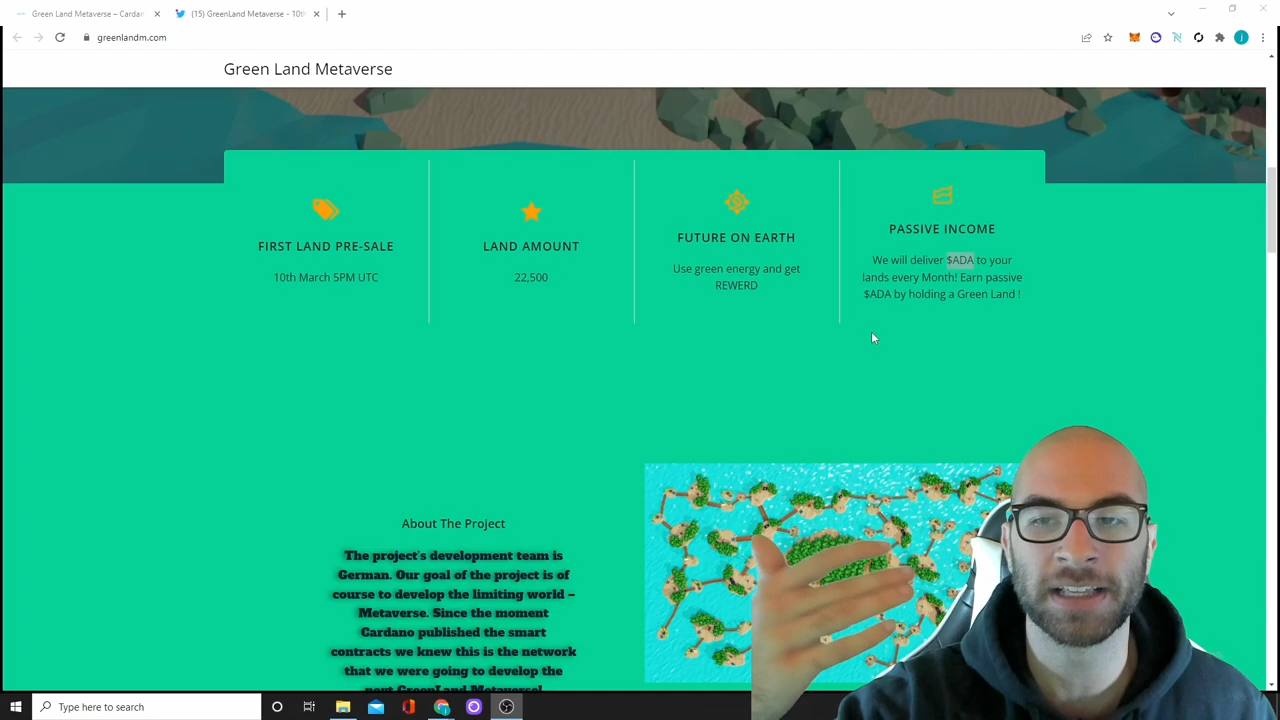 Green Land Metaverse – Cardan
(15) GreenLand Metaverse - 10th
greenlandm.com
Green Land Metaverse
FIRST LAND PRE-SALE
10th March 5PM UTC
LAND AMOUNT
22,500
FUTURE ON EARTH
Use green energy and get
REWERD
PASSIVE INCOME
We will deliver $ADA to your
lands every Month! Earn passive
$ADA by holding a Green Land !
About The Project
The project's development team is
German. Our goal of the project is of
course to develop the limiting world –
Metaverse. Since the moment
Cardano published the smart
contracts we knew this is the network
that we were going to develop the
next GreenLand Metaverse!
Type here to search